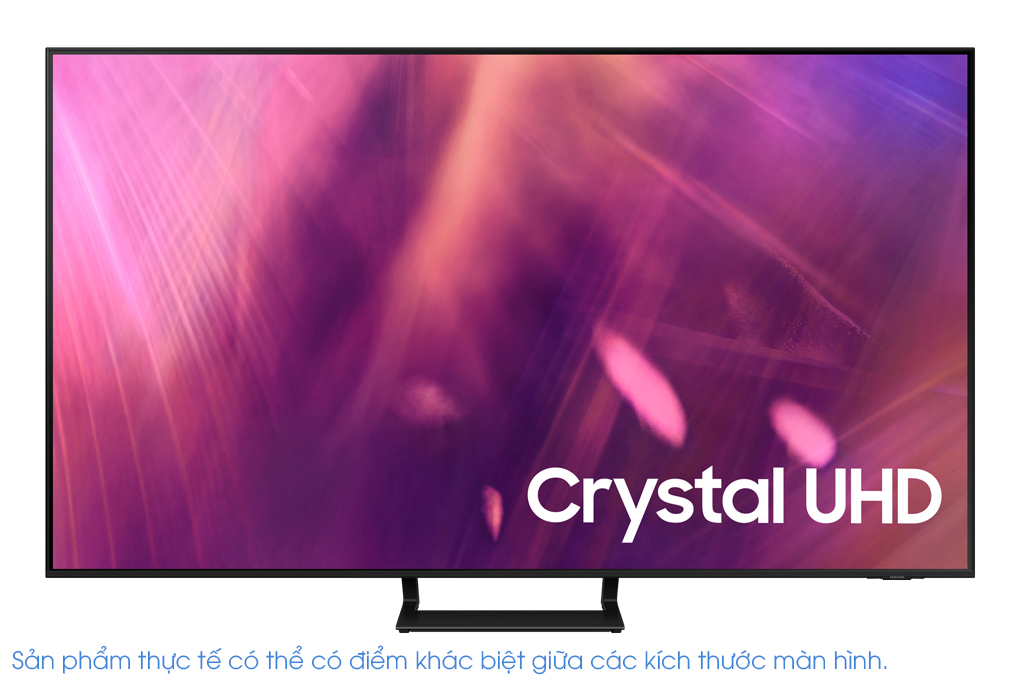 Crystal UHD
Sản phẩm thực tế có thể có điểm khác biệt giữa các kích thước màn hình.